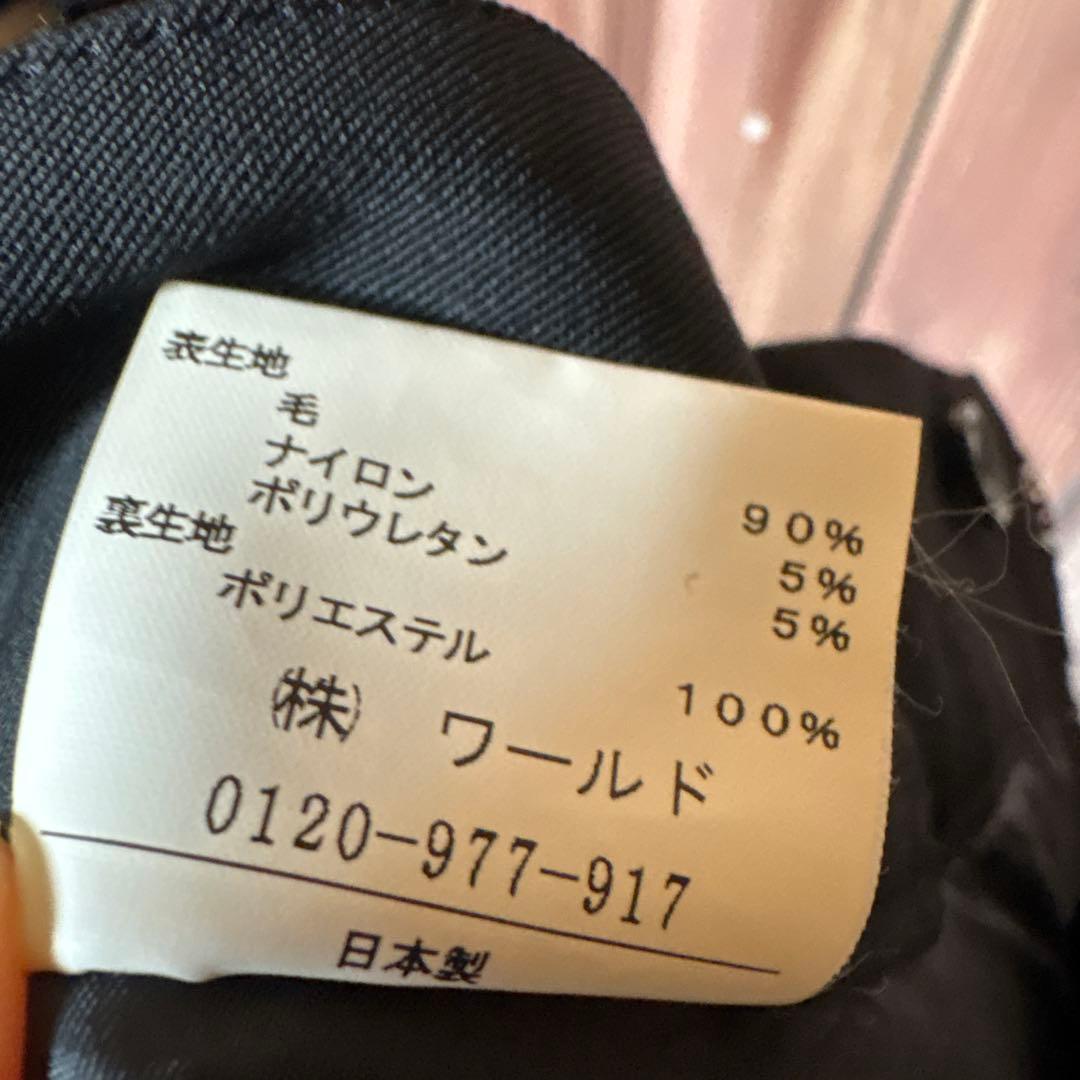 表生地
毛 90%
ナイロン 5%
ポリウレタン 5%
裏生地
ポリエステル 100%
㈱ ワールド
0120-977-917
日本製